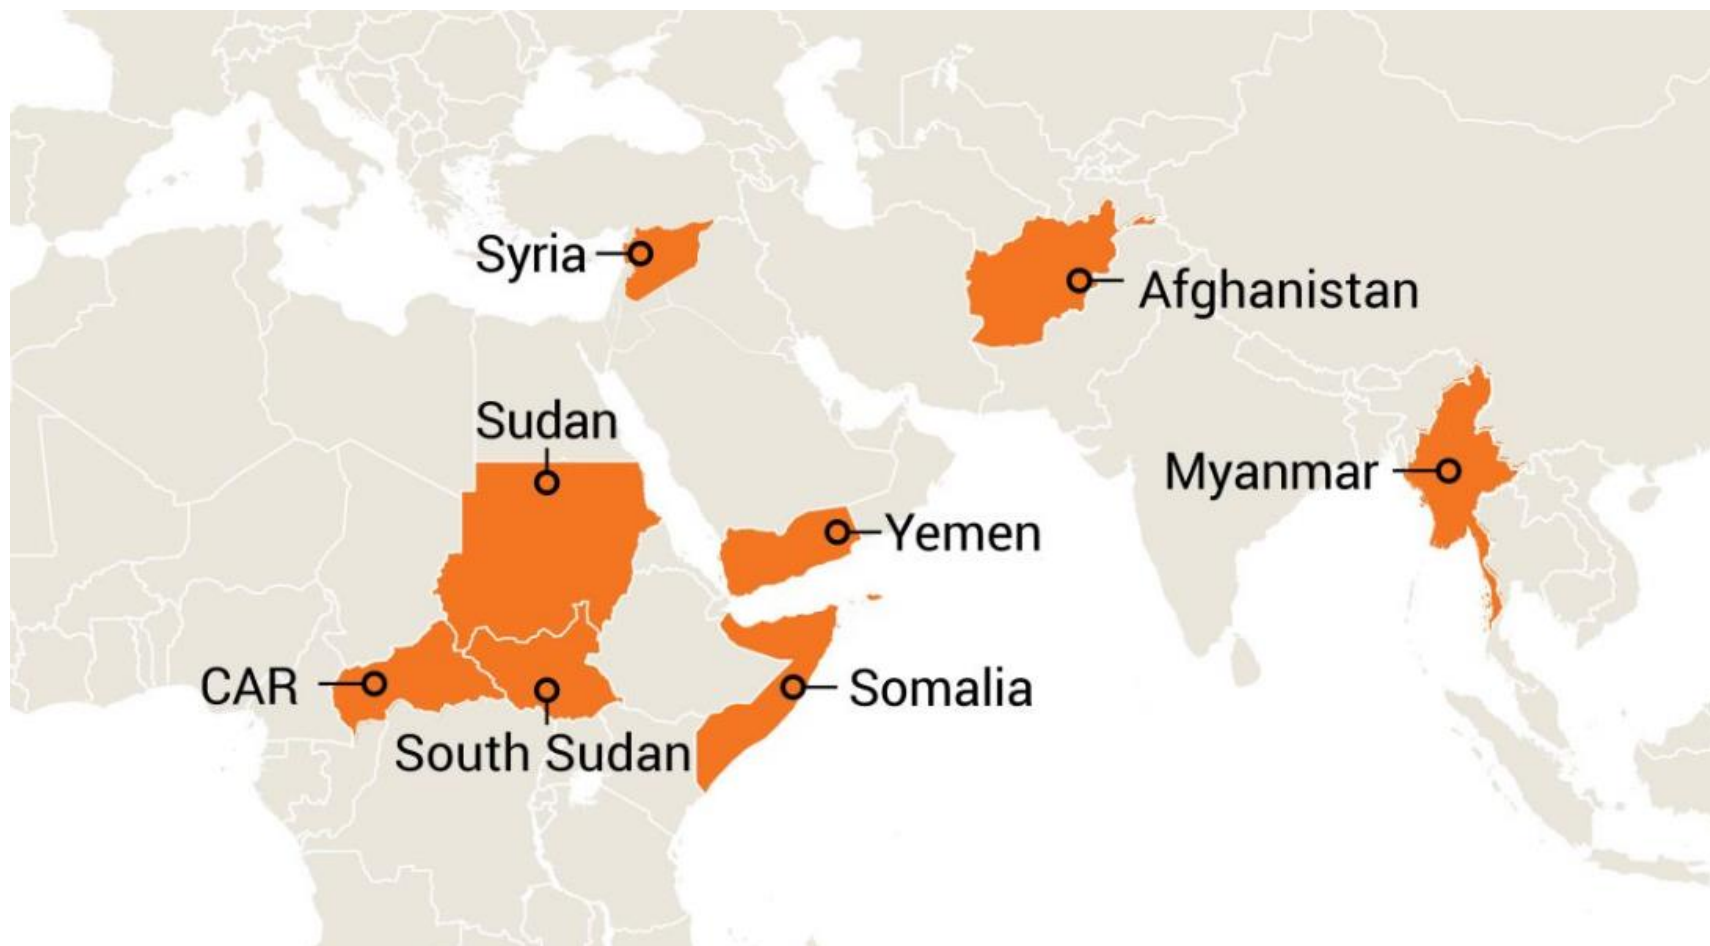 Syria
Afghanistan
Sudan
Myanmar
Yemen
CAR
Somalia
South Sudan